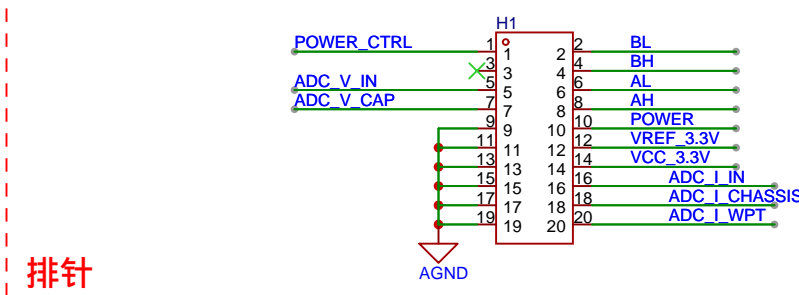 H1
POWER_CTRL 1 1 2 2 BL
3 3 4 4 BH
ADC_V_IN 5 5 6 6 AL
ADC_V_CAP 7 7 8 8 AH
9 9 10 10 POWER
11 11 12 12 VREF_3.3V
13 13 14 14 VCC_3.3V
15 15 16 16 ADC_I_IN
17 17 18 18 ADC_I_CHASSIS
19 19 20 20 ADC_I_WPT
AGND
排针